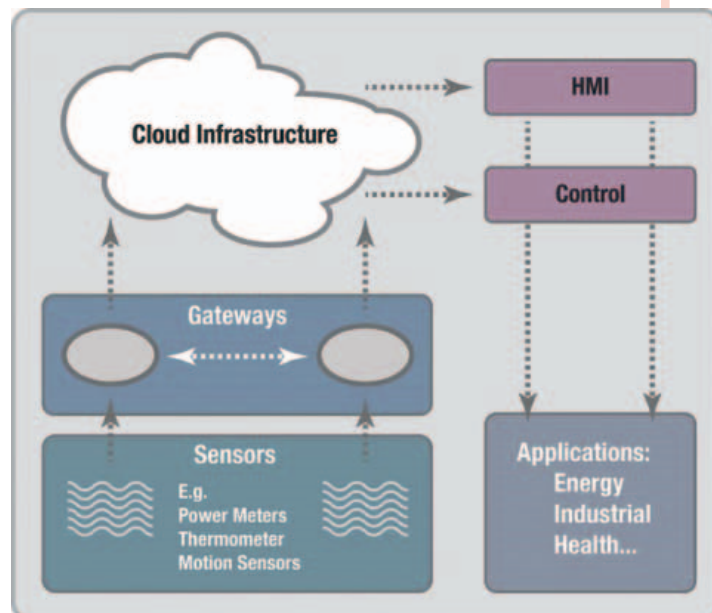 Cloud Infrastructure
HMI
Control
Gateways
Sensors
E.g.
Power Meters
Thermometer
Motion Sensors
Applications:
Energy
Industrial
Health...